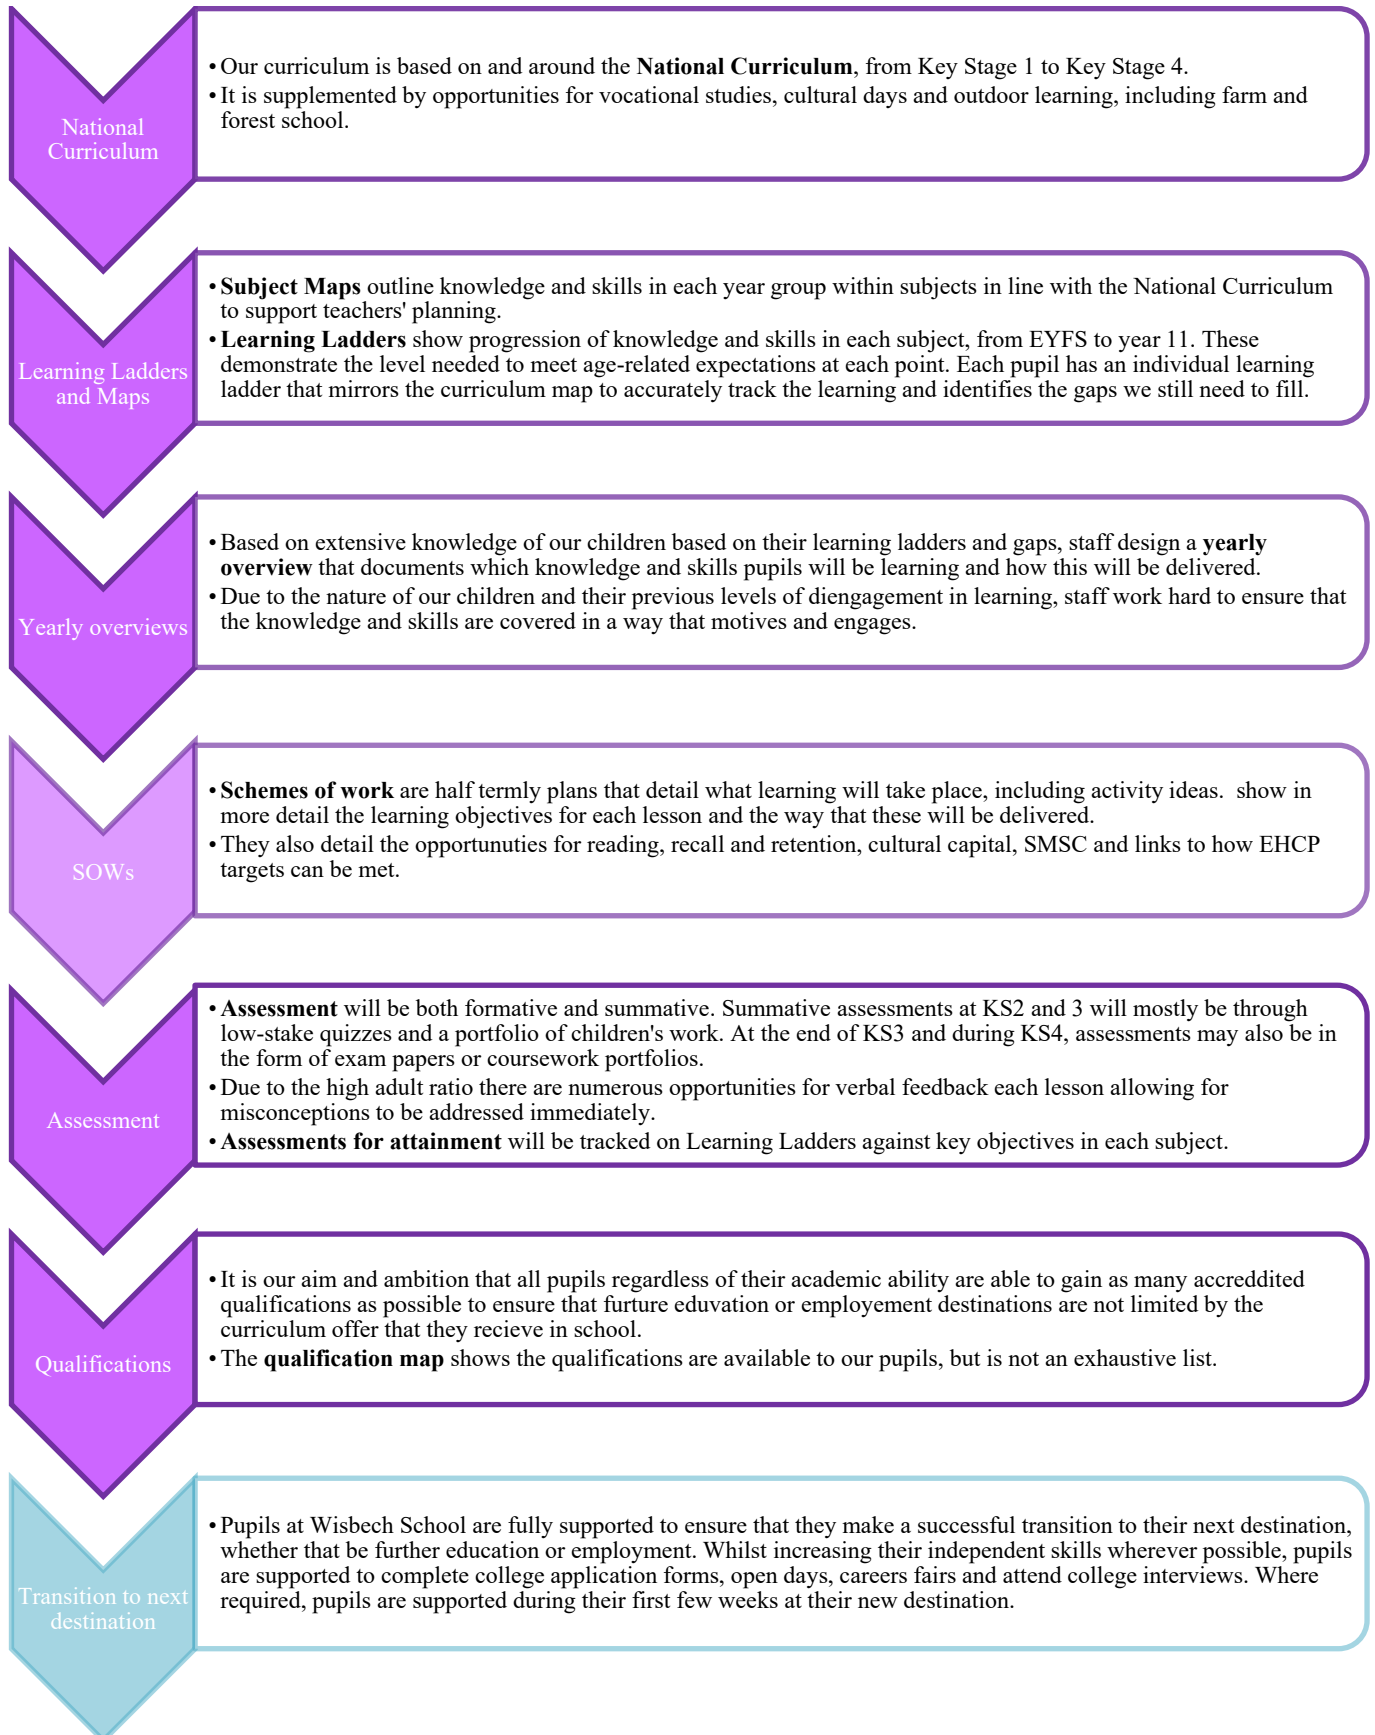 National
Curriculum
• Our curriculum is based on and around the National Curriculum, from Key Stage 1 to Key Stage 4.
• It is supplemented by opportunities for vocational studies, cultural days and outdoor learning, including farm and
forest school.
Learning Ladders
and Maps
• Subject Maps outline knowledge and skills in each year group within subjects in line with the National Curriculum
to support teachers' planning.
• Learning Ladders show progression of knowledge and skills in each subject, from EYFS to year 11. These
demonstrate the level needed to meet age-related expectations at each point. Each pupil has an individual learning
ladder that mirrors the curriculum map to accurately track the learning and identifies the gaps we still need to fill.
Yearly overviews
• Based on extensive knowledge of our children based on their learning ladders and gaps, staff design a yearly
overview that documents which knowledge and skills pupils will be learning and how this will be delivered.
• Due to the nature of our children and their previous levels of diengagement in learning, staff work hard to ensure that
the knowledge and skills are covered in a way that motives and engages.
SOWs
• Schemes of work are half termly plans that detail what learning will take place, including activity ideas.  show in
more detail the learning objectives for each lesson and the way that these will be delivered.
• They also detail the opportunuties for reading, recall and retention, cultural capital, SMSC and links to how EHCP
targets can be met.
Assessment
• Assessment will be both formative and summative. Summative assessments at KS2 and 3 will mostly be through
low-stake quizzes and a portfolio of children's work. At the end of KS3 and during KS4, assessments may also be in
the form of exam papers or coursework portfolios.
• Due to the high adult ratio there are numerous opportunities for verbal feedback each lesson allowing for
misconceptions to be addressed immediately.
• Assessments for attainment will be tracked on Learning Ladders against key objectives in each subject.
Qualifications
• It is our aim and ambition that all pupils regardless of their academic ability are able to gain as many accreddited
qualifications as possible to ensure that furture eduvation or employement destinations are not limited by the
curriculum offer that they recieve in school.
• The qualification map shows the qualifications are available to our pupils, but is not an exhaustive list.
Transition to next
destination
• Pupils at Wisbech School are fully supported to ensure that they make a successful transition to their next destination,
whether that be further education or employment. Whilst increasing their independent skills wherever possible, pupils
are supported to complete college application forms, open days, careers fairs and attend college interviews. Where
required, pupils are supported during their first few weeks at their new destination.